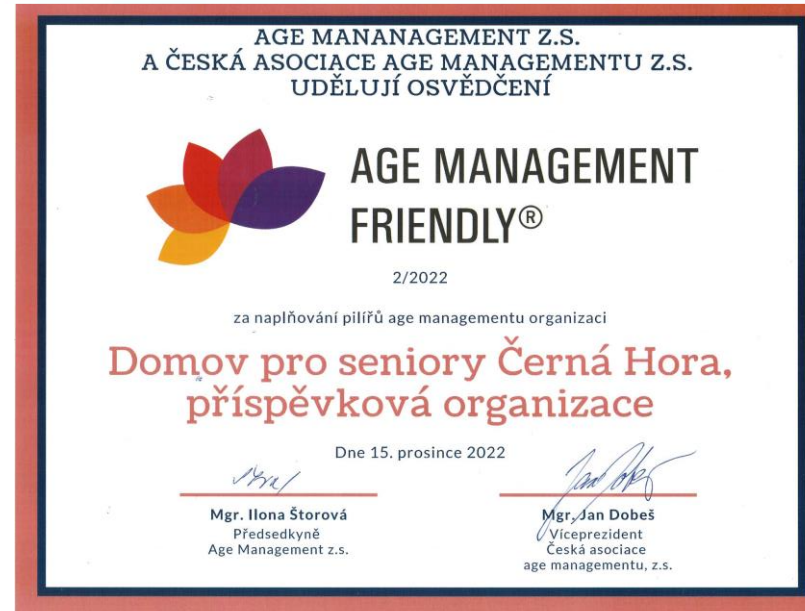 AGE MANANAGEMENT Z.S.
A ČESKÁ ASOCIACE AGE MANAGEMENTU Z.S.
UDĚLUJÍ OSVĚDČENÍ
AGE MANAGEMENT
FRIENDLY®
2/2022
za naplňování pilířů age managementu organizaci
Domov pro seniory Černá Hora,
příspěvková organizace
Dne 15. prosince 2022
Mgr. Ilona Štorová
Předsedkyně
Age Management z.s.
Mgr. Jan Dobeš
Víceprezident
Česká asociace
age managementu, z.s.